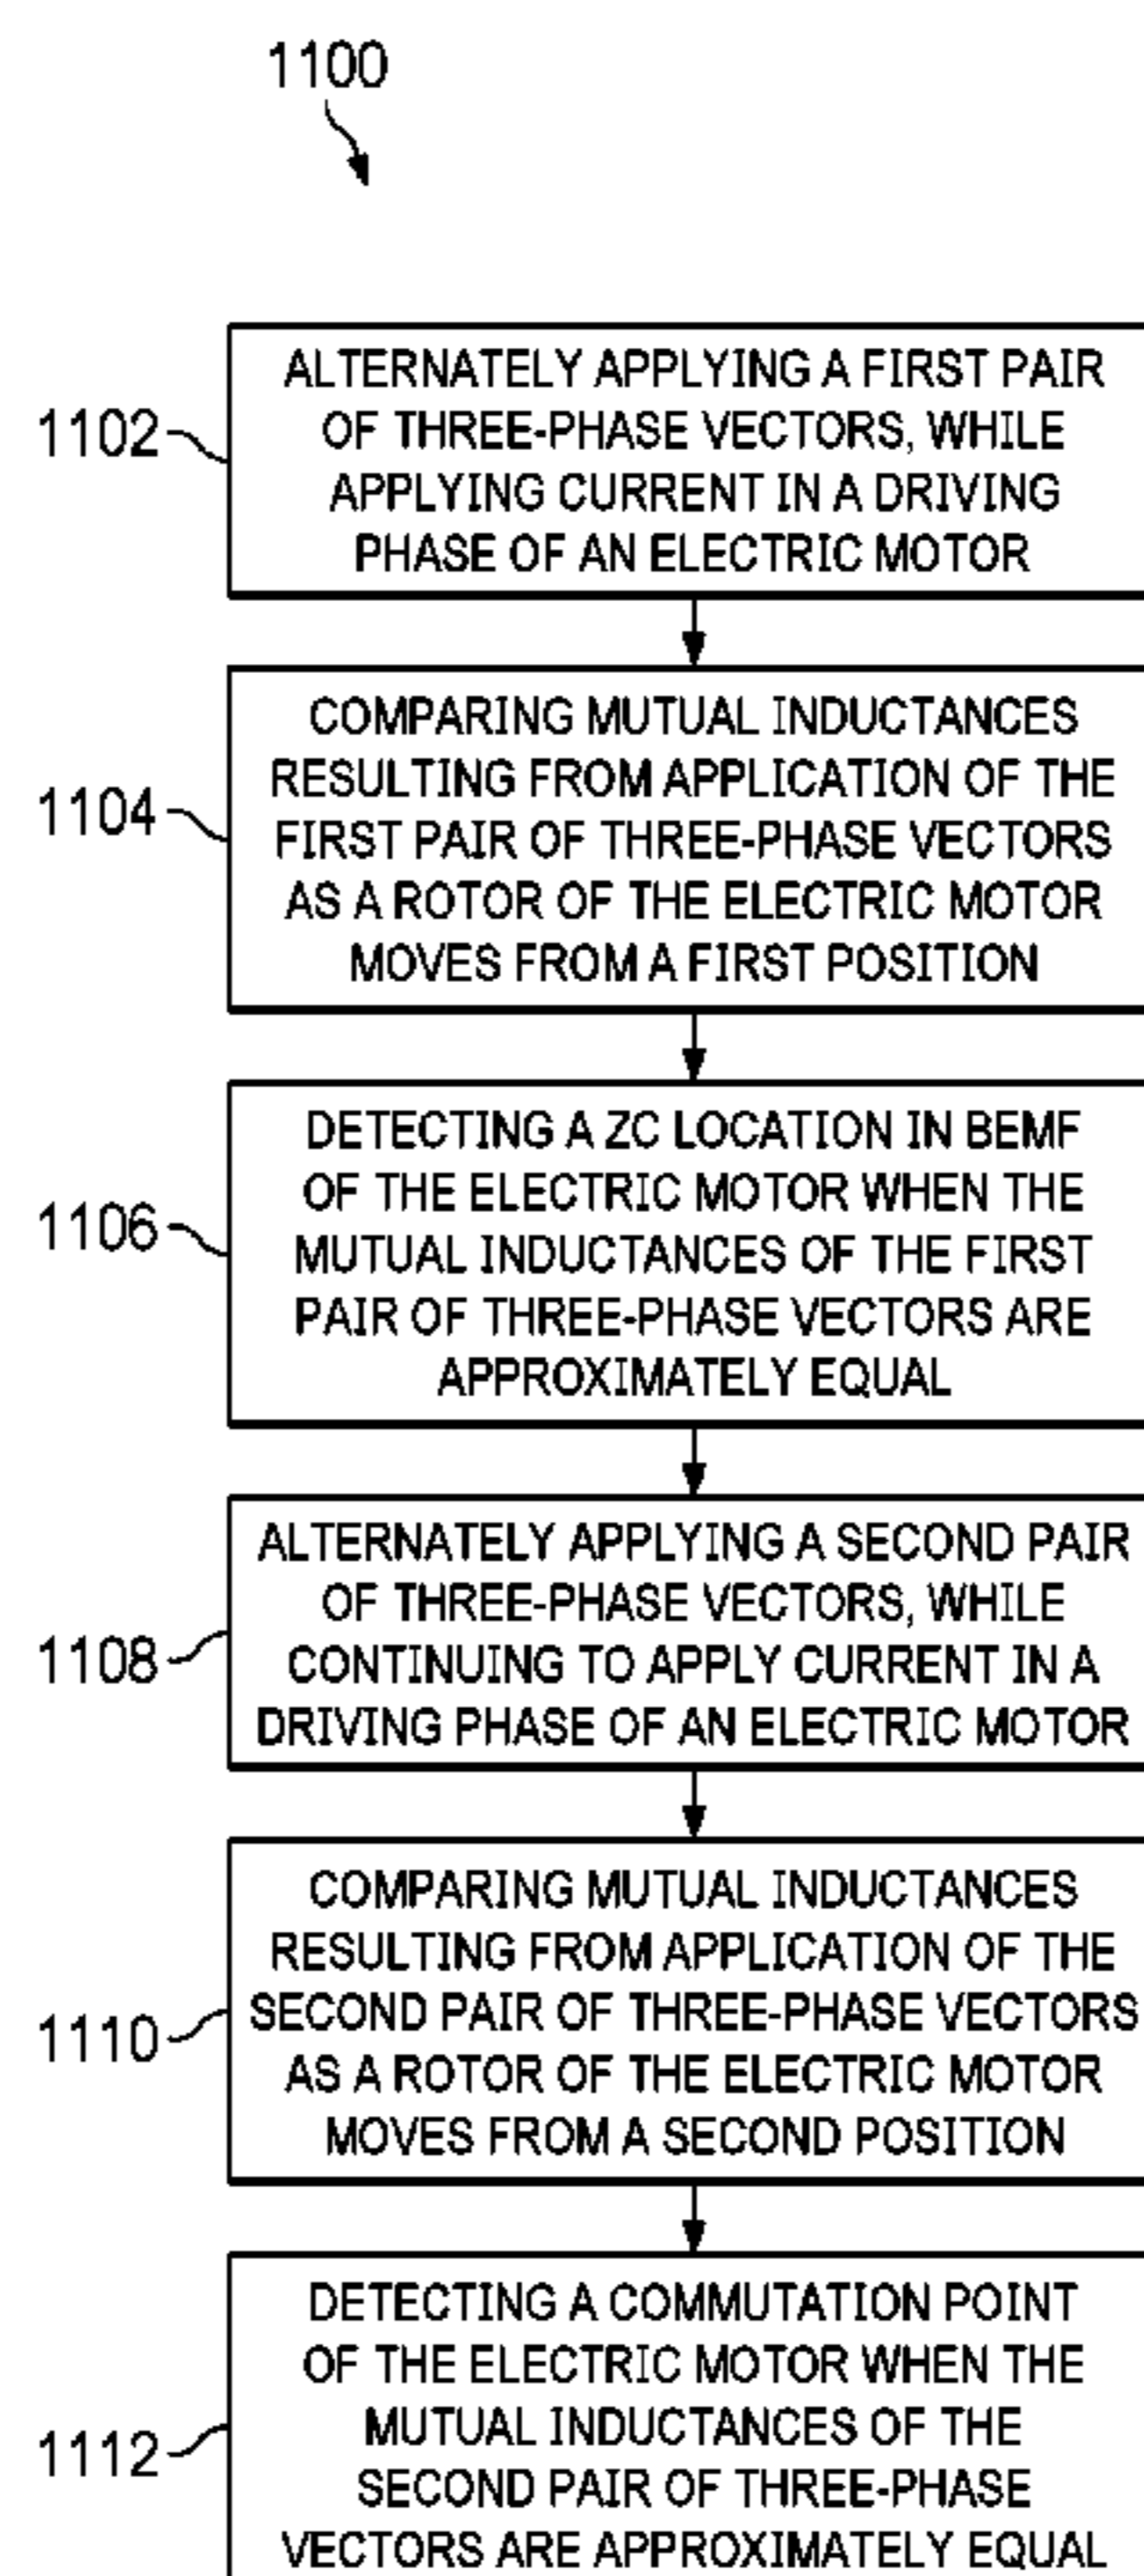 1100
1102
ALTERNATELY APPLYING A FIRST PAIR
OF THREE-PHASE VECTORS, WHILE
APPLYING CURRENT IN A DRIVING
PHASE OF AN ELECTRIC MOTOR
1104
COMPARING MUTUAL INDUCTANCES
RESULTING FROM APPLICATION OF THE
FIRST PAIR OF THREE-PHASE VECTORS
AS A ROTOR OF THE ELECTRIC MOTOR
MOVES FROM A FIRST POSITION
1106
DETECTING A ZC LOCATION IN BEMF
OF THE ELECTRIC MOTOR WHEN THE
MUTUAL INDUCTANCES OF THE FIRST
PAIR OF THREE-PHASE VECTORS ARE
APPROXIMATELY EQUAL
1108
ALTERNATELY APPLYING A SECOND PAIR
OF THREE-PHASE VECTORS, WHILE
CONTINUING TO APPLY CURRENT IN A
DRIVING PHASE OF AN ELECTRIC MOTOR
1110
COMPARING MUTUAL INDUCTANCES
RESULTING FROM APPLICATION OF THE
SECOND PAIR OF THREE-PHASE VECTORS
AS A ROTOR OF THE ELECTRIC MOTOR
MOVES FROM A SECOND POSITION
1112
DETECTING A COMMUTATION POINT
OF THE ELECTRIC MOTOR WHEN THE
MUTUAL INDUCTANCES OF THE
SECOND PAIR OF THREE-PHASE
VECTORS ARE APPROXIMATELY EQUAL